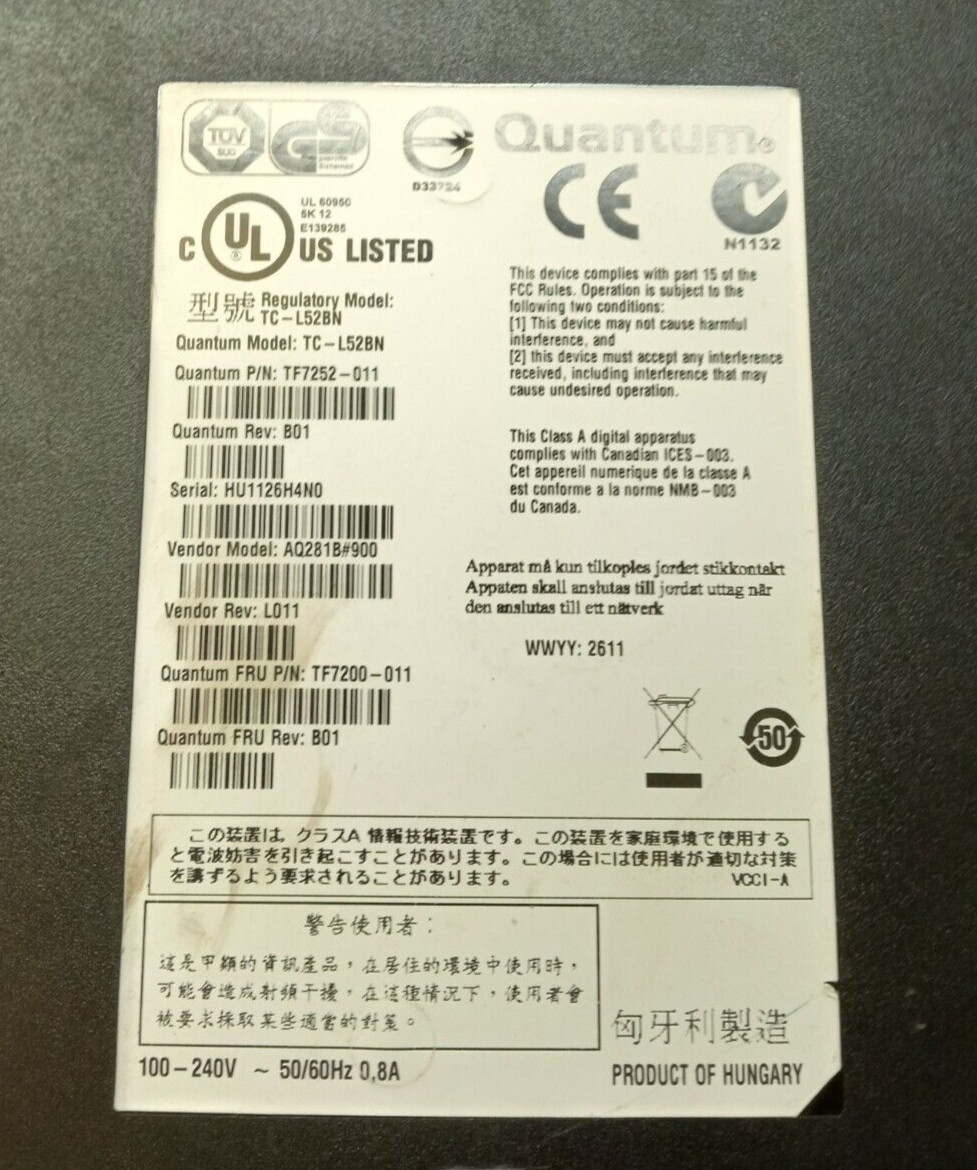 TÜV
SÜD
GS
geprüfte
Sicherheit
D33724
Quantum®
CE
N1132
C UL® US LISTED
UL 60950
5K 12
E139285
型號 Regulatory Model:
TC-L52BN
Quantum Model: TC-L52BN
Quantum P/N: TF7252-011
Quantum Rev: B01
Serial: HU1126H4N0
Vendor Model: AQ281B#900
Vendor Rev: L011
Quantum FRU P/N: TF7200-011
Quantum FRU Rev: B01
This device complies with part 15 of the
FCC Rules. Operation is subject to the
following two conditions:
[1] This device may not cause harmful
interference, and
[2] this device must accept any interference
received, including interference that may
cause undesired operation.
This Class A digital apparatus
complies with Canadian ICES-003.
Cet appereil numerique de la classe A
est conforme a la norme NMB-003
du Canada.
Apparat må kun tilkoples jordet stikkontakt
Appaten skall anslutas till jordat uttag når
den anslutas till ett nätverk
WWYY: 2611
50
この装置は、クラスA 情報技術装置です。この装置を家庭環境で使用する
と電波妨害を引き起こすことがあります。この場合には使用者が適切な対策
を講ずるよう要求されることがあります。 VCCI-A
警告使用者：
這是甲類的資訊產品，在居住的環境中使用時，
可能會造成射頻干擾，在這種情況下，使用者會
被要求採取某些適當的對策。
100-240V ~ 50/60Hz 0,8A
匈牙利製造
PRODUCT OF HUNGARY